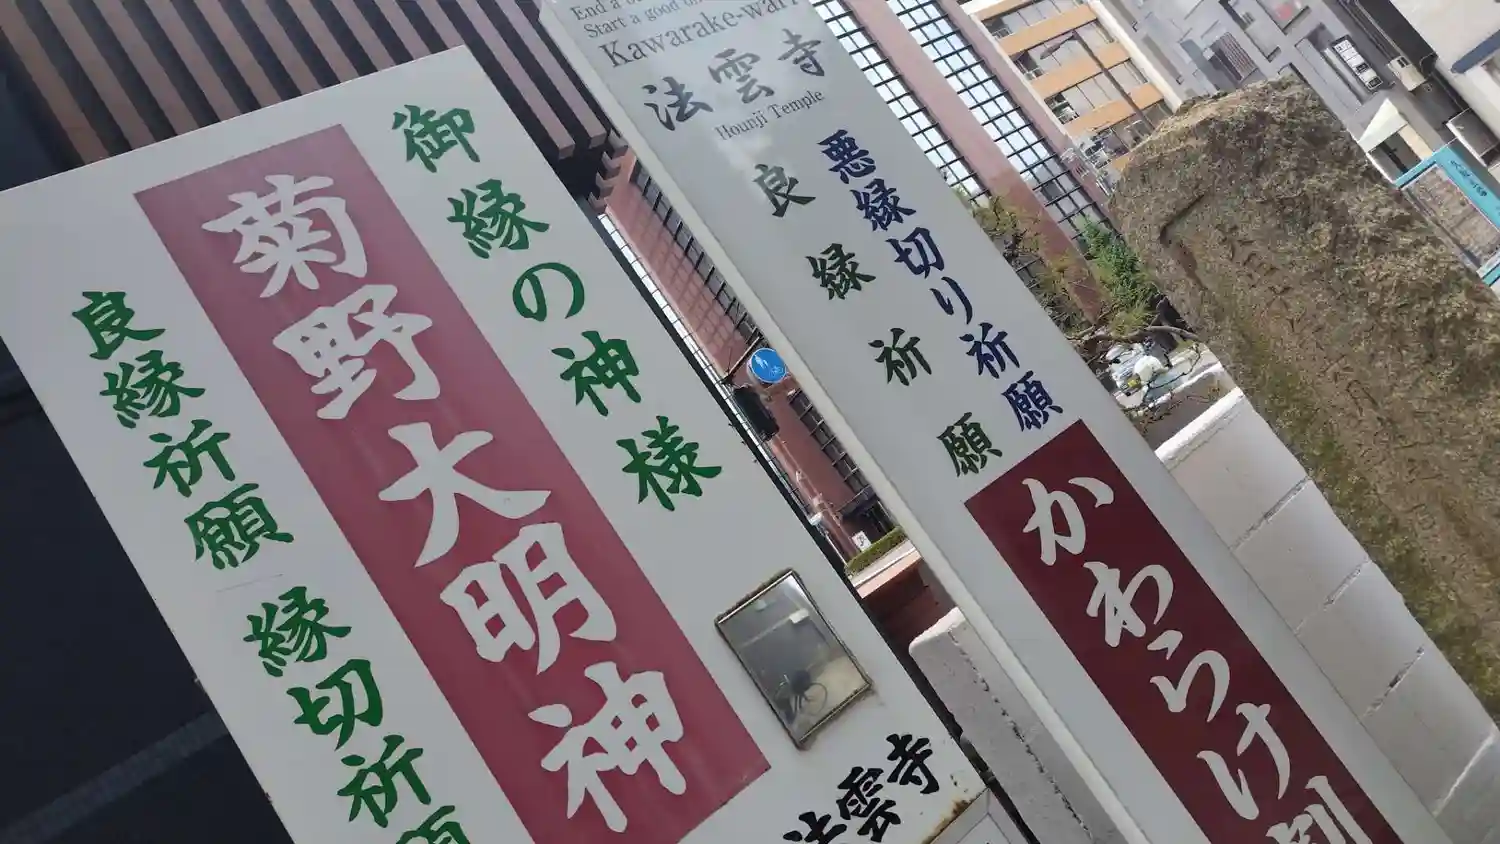 御縁の神様
菊野大明神
良縁祈願 縁切祈願
法雲寺
Start a good
Kawarake-wari
法雲寺
Hounji Temple
悪縁切り祈願
良縁祈願
かわらけ割